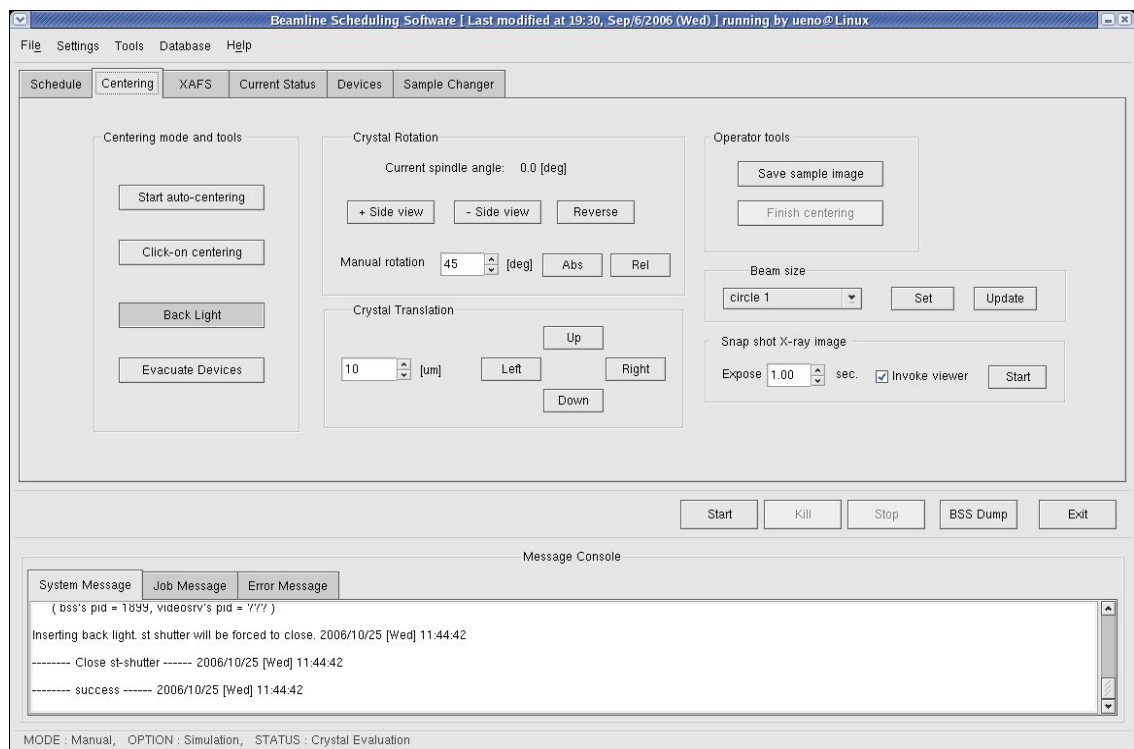 Beamline Scheduling Software [ Last modified at 19:30, Sep/6/2006 (Wed) ] running by ueno@Linux
File Settings Tools Database Help
Schedule Centering XAFS Current Status Devices Sample Changer
Centering mode and tools
Start auto-centering
Click-on centering
Back Light
Evacuate Devices
Crystal Rotation
Current spindle angle: 0.0 [deg]
+ Side view - Side view Reverse
Manual rotation 45 [deg] Abs Rel
Crystal Translation
Up
10 [um] Left Right
Down
Operator tools
Save sample image
Finish centering
Beam size
circle 1 Set Update
Snap shot X-ray image
Expose 1.00 sec. Invoke viewer Start
Start Kill Stop BSS Dump Exit
Message Console
System Message Job Message Error Message
( bss's pid = 1899, videosrv's pid = ??? )
Inserting back light. st shutter will be forced to close. 2006/10/25 [Wed] 11:44:42
-------- Close st-shutter ------ 2006/10/25 [Wed] 11:44:42
-------- success ------ 2006/10/25 [Wed] 11:44:42
MODE : Manual, OPTION : Simulation, STATUS : Crystal Evaluation